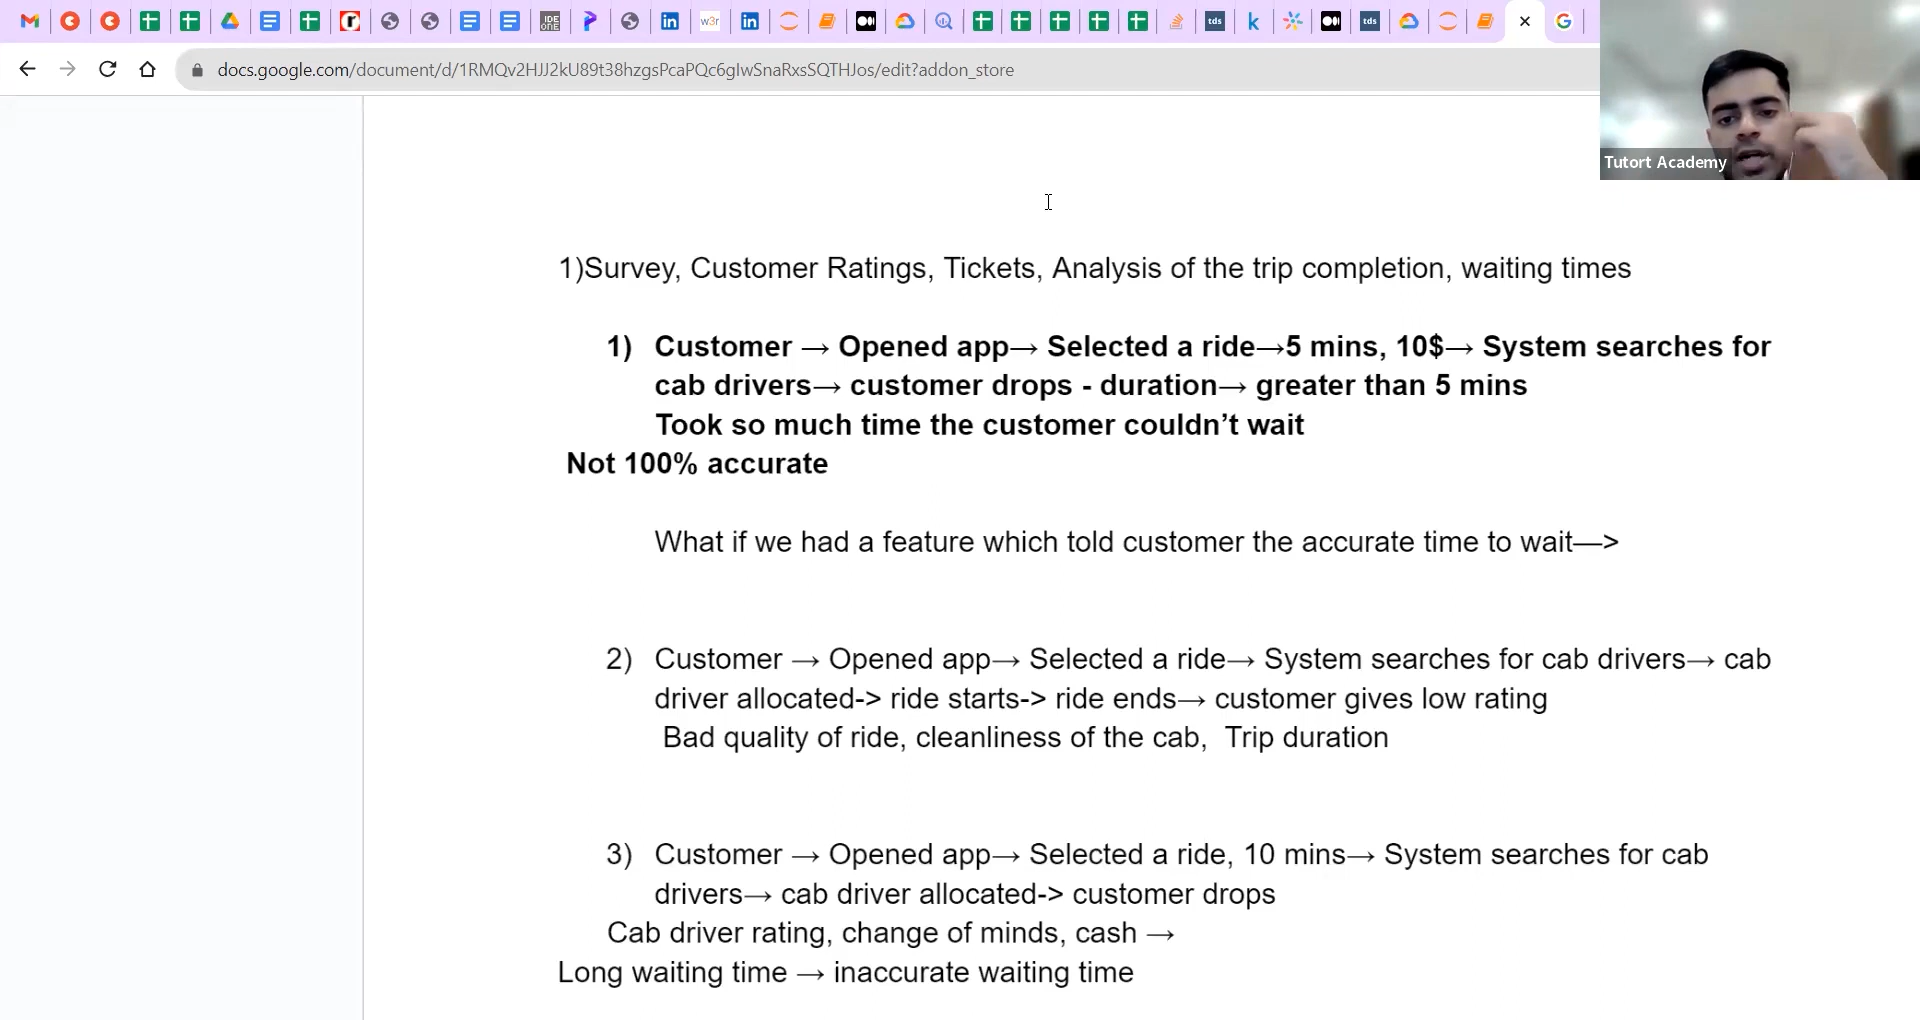 docs.google.com/document/d/1RMQv2HJJ2kU89t38hzgsPcaPQc6gIwSnaRxsSQTHJos/edit?addon_store
Tutort Academy
1)Survey, Customer Ratings, Tickets, Analysis of the trip completion, waiting times
1) Customer → Opened app→ Selected a ride→5 mins, 10$→ System searches for
cab drivers→ customer drops - duration→ greater than 5 mins
Took so much time the customer couldn’t wait
Not 100% accurate
What if we had a feature which told customer the accurate time to wait—>
2) Customer → Opened app→ Selected a ride→ System searches for cab drivers→ cab
driver allocated-> ride starts-> ride ends→ customer gives low rating
Bad quality of ride, cleanliness of the cab, Trip duration
3) Customer → Opened app→ Selected a ride, 10 mins→ System searches for cab
drivers→ cab driver allocated-> customer drops
Cab driver rating, change of minds, cash →
Long waiting time → inaccurate waiting time